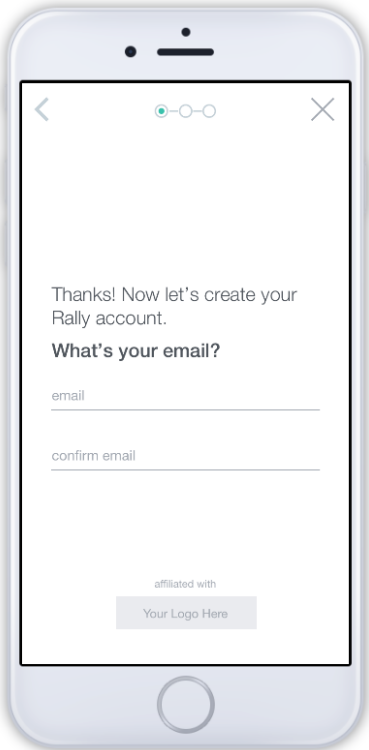 Thanks! Now let's create your
Rally account.
What's your email?
email
confirm email
affiliated with
Your Logo Here